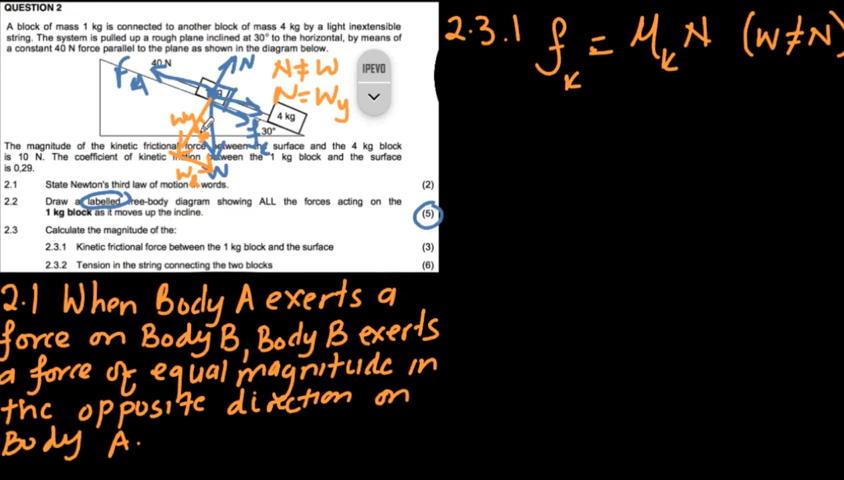 QUESTION 2
A block of mass 1 kg is connected to another block of mass 4 kg by a light inextensible
string. The system is pulled up a rough plane inclined at 30° to the horizontal, by means of
a constant 40 N force parallel to the plane as shown in the diagram below.
40 N
F_A
N
N ≠ W
N = Wy
IPEVO
4 kg
30°
Wy
W
The magnitude of the kinetic frictional force between the surface and the 4 kg block
is 10 N. The coefficient of kinetic friction between the 1 kg block and the surface
is 0,29.
2.1 State Newton's third law of motion in words. (2)
2.2 Draw a labelled free-body diagram showing ALL the forces acting on the
1 kg block as it moves up the incline. (5)
2.3 Calculate the magnitude of the:
2.3.1 Kinetic frictional force between the 1 kg block and the surface (3)
2.3.2 Tension in the string connecting the two blocks (6)
2.1 When Body A exerts a
force on Body B, Body B exerts
a force of equal magnitude in
the opposite direction on
Body A.
2.3.1 f_k = μ_k N (W ≠ N)